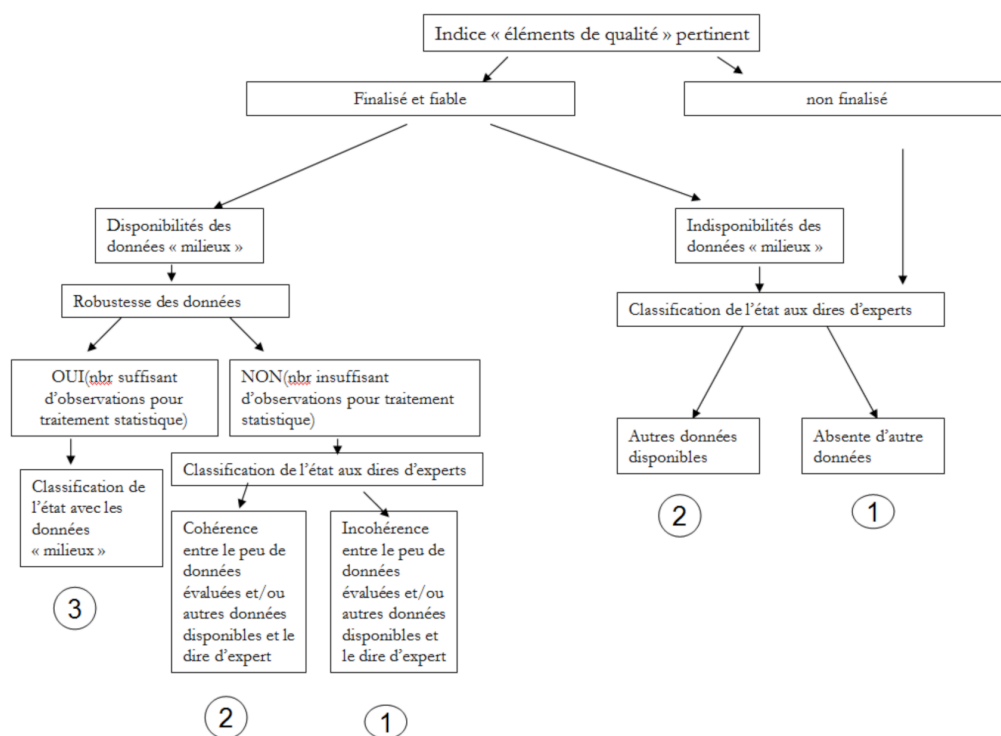 Indice « éléments de qualité » pertinent
Finalisé et fiable
non finalisé
Disponibilités des
données « milieux »
Indisponibilités des
données « milieux »
Robustesse des données
Classification de l'état aux dires d'experts
OUI(nbr suffisant
d'observations pour
traitement statistique)
NON(nbr insuffisant
d'observations pour traitement
statistique)
Autres données
disponibles
Absente d'autre
données
Classification de l'état aux dires d'experts
Classification de
l'état avec les
données
« milieux »
Cohérence
entre le peu de
données
évaluées et/ou
autres données
disponibles et le
dire d'expert
Incohérence
entre le peu de
données
évaluées et/ou
autres données
disponibles et
le dire d'expert
2
1
3
2
1